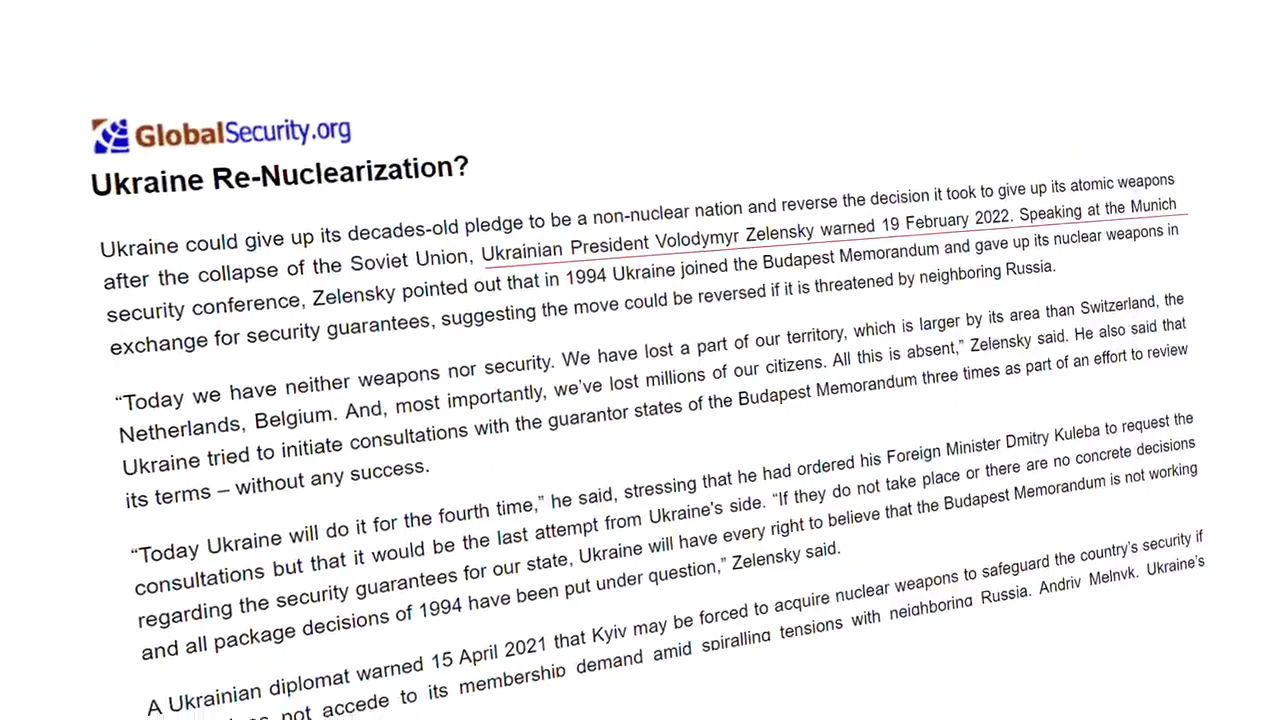 GlobalSecurity.org
Ukraine Re-Nuclearization?
Ukraine could give up its decades-old pledge to be a non-nuclear nation and reverse the decision it took to give up its atomic weapons
after the collapse of the Soviet Union, Ukrainian President Volodymyr Zelensky warned 19 February 2022. Speaking at the Munich
security conference, Zelensky pointed out that in 1994 Ukraine joined the Budapest Memorandum and gave up its nuclear weapons in
exchange for security guarantees, suggesting the move could be reversed if it is threatened by neighboring Russia.
“Today we have neither weapons nor security. We have lost a part of our territory, which is larger by its area than Switzerland, the
Netherlands, Belgium. And, most importantly, we’ve lost millions of our citizens. All this is absent,” Zelensky said. He also said that
Ukraine tried to initiate consultations with the guarantor states of the Budapest Memorandum three times as part of an effort to review
its terms – without any success.
“Today Ukraine will do it for the fourth time,” he said, stressing that he had ordered his Foreign Minister Dmitry Kuleba to request the
consultations but that it would be the last attempt from Ukraine's side. “If they do not take place or there are no concrete decisions
regarding the security guarantees for our state, Ukraine will have every right to believe that the Budapest Memorandum is not working
and all package decisions of 1994 have been put under question,” Zelensky said.
A Ukrainian diplomat warned 15 April 2021 that Kyiv may be forced to acquire nuclear weapons to safeguard the country’s security if
not accede to its membership demand amid spiralling tensions with neighboring Russia. Andriy Melnyk, Ukraine’s